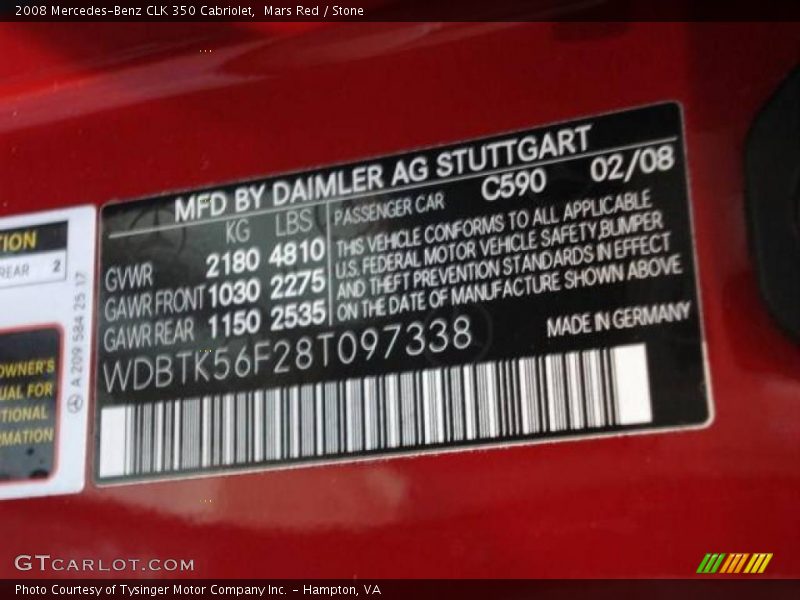 2008 Mercedes-Benz CLK 350 Cabriolet,  Mars Red / Stone
MFD BY DAIMLER AG STUTTGART
C590 02/08
KG LBS
PASSENGER CAR
GVWR 2180 4810
GAWR FRONT 1030 2275
GAWR REAR 1150 2535
THIS VEHICLE CONFORMS TO ALL APPLICABLE
U.S. FEDERAL MOTOR VEHICLE SAFETY, BUMPER
AND THEFT PREVENTION STANDARDS IN EFFECT
ON THE DATE OF MANUFACTURE SHOWN ABOVE
WDBTK56F28T097338
MADE IN GERMANY
TION
REAR 2
A 209 584 25 17
OWNER'S
UAL FOR
TIONAL
RMATION
GTCARLOT.COM
Photo Courtesy of Tysinger Motor Company Inc. - Hampton, VA